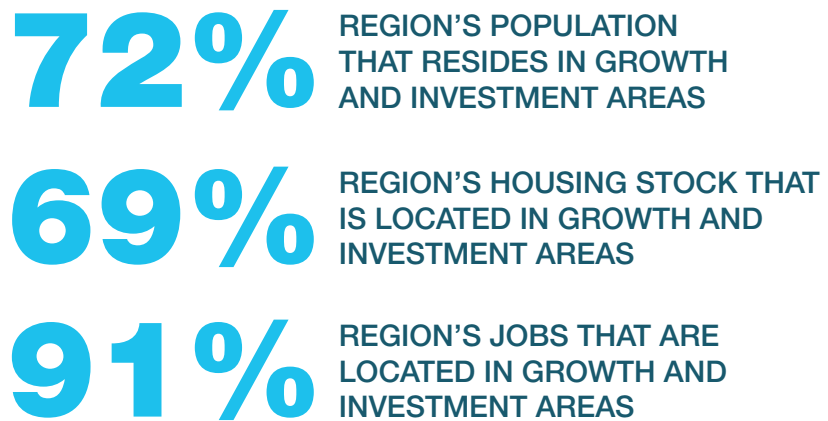 72%
REGION'S POPULATION
THAT RESIDES IN GROWTH
AND INVESTMENT AREAS
69%
REGION'S HOUSING STOCK THAT
IS LOCATED IN GROWTH AND
INVESTMENT AREAS
91%
REGION'S JOBS THAT ARE
LOCATED IN GROWTH AND
INVESTMENT AREAS